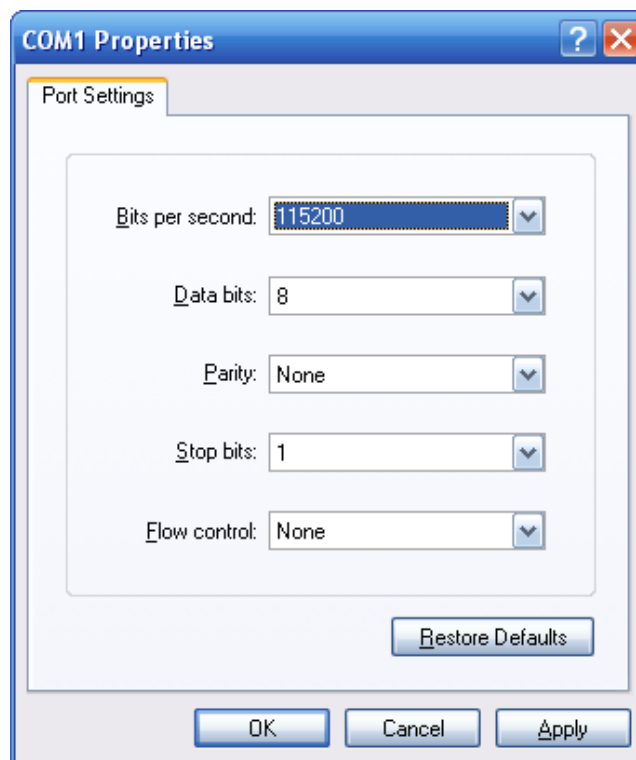 COM1 Properties
Port Settings
Bits per second: 115200
Data bits: 8
Parity: None
Stop bits: 1
Flow control: None
Restore Defaults
OK Cancel Apply